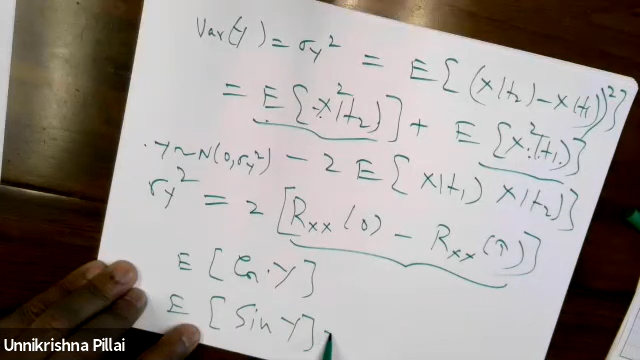 Var(Y) = σY² = E{(X(t2) − X(t1))²}
= E[X²(t2)] + E[X²(t1)]
. Y ~ N(0, σY²) − 2 E{X(t1) X(t2)}
σY² = 2 [RXX(0) − RXX(τ)]
E [Cos Y]
E [Sin Y]
Unnikrishna Pillai